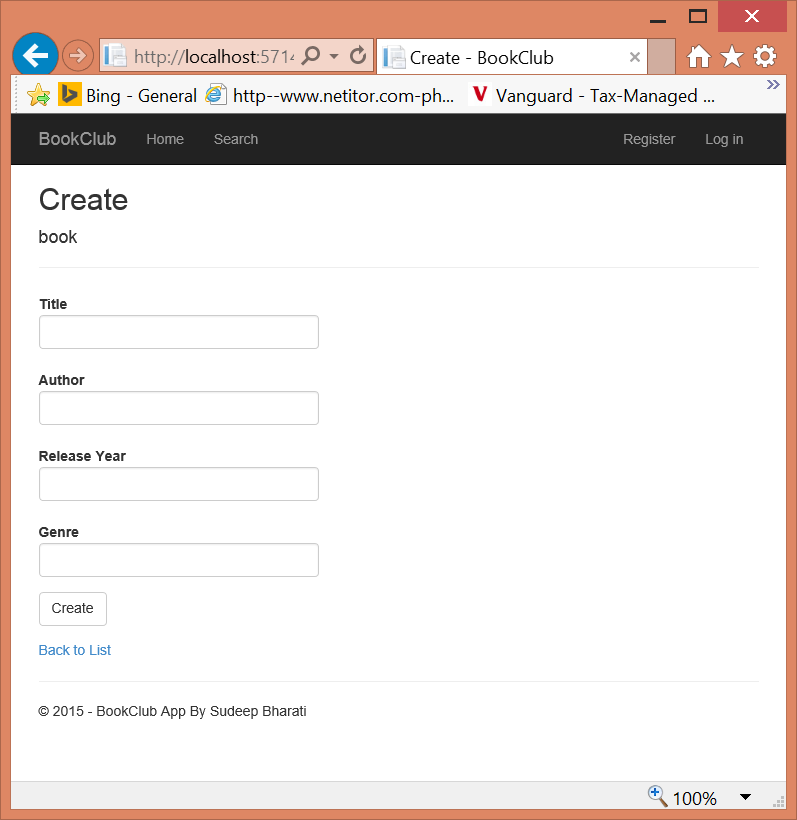 http://localhost:5714
Create - BookClub
Bing - General http--www.netitor.com-ph... Vanguard - Tax-Managed ...
BookClub Home Search Register Log in
Create
book
Title
Author
Release Year
Genre
Create
Back to List
© 2015 - BookClub App By Sudeep Bharati
100%